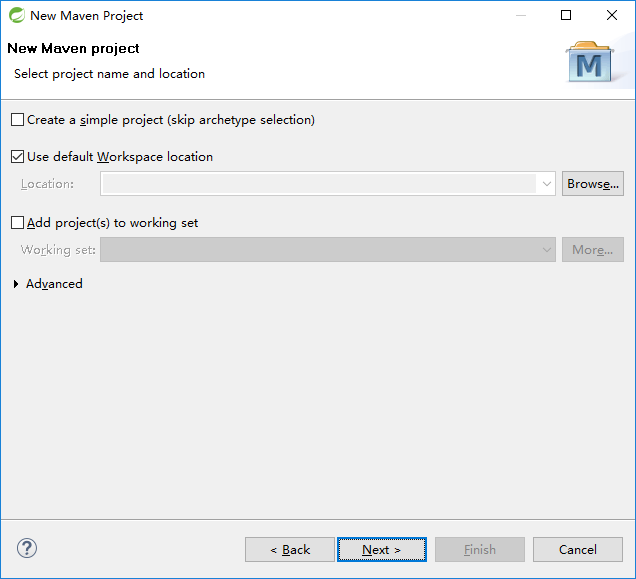 New Maven Project
New Maven project
Select project name and location
M
Create a simple project (skip archetype selection)
Use default Workspace location
Location:
Browse...
Add project(s) to working set
Working set:
More...
Advanced
?
< Back
Next >
Finish
Cancel